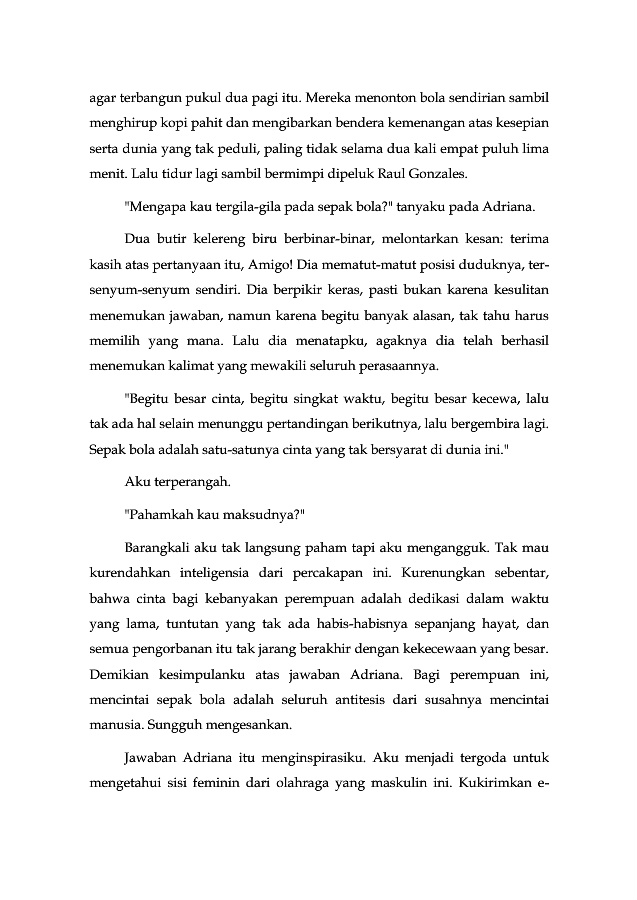 agar terbangun pukul dua pagi itu. Mereka menonton bola sendirian sambil
menghirup kopi pahit dan mengibarkan bendera kemenangan atas kesepian
serta dunia yang tak peduli, paling tidak selama dua kali empat puluh lima
menit. Lalu tidur lagi sambil bermimpi dipeluk Raul Gonzales.
"Mengapa kau tergila-gila pada sepak bola?" tanyaku pada Adriana.
Dua butir kelereng biru berbinar-binar, melontarkan kesan: terima
kasih atas pertanyaan itu, Amigo! Dia mematut-matut posisi duduknya, ter-
senyum-senyum sendiri. Dia berpikir keras, pasti bukan karena kesulitan
menemukan jawaban, namun karena begitu banyak alasan, tak tahu harus
memilih yang mana. Lalu dia menatapku, agaknya dia telah berhasil
menemukan kalimat yang mewakili seluruh perasaannya.
"Begitu besar cinta, begitu singkat waktu, begitu besar kecewa, lalu
tak ada hal selain menunggu pertandingan berikutnya, lalu bergembira lagi.
Sepak bola adalah satu-satunya cinta yang tak bersyarat di dunia ini."
Aku terperangah.
"Pahamkah kau maksudnya?"
Barangkali aku tak langsung paham tapi aku mengangguk. Tak mau
kurendahkan inteligensia dari percakapan ini. Kurenungkan sebentar,
bahwa cinta bagi kebanyakan perempuan adalah dedikasi dalam waktu
yang lama, tuntutan yang tak ada habis-habisnya sepanjang hayat, dan
semua pengorbanan itu tak jarang berakhir dengan kekecewaan yang besar.
Demikian kesimpulanku atas jawaban Adriana. Bagi perempuan ini,
mencintai sepak bola adalah seluruh antitesis dari susahnya mencintai
manusia. Sungguh mengesankan.
Jawaban Adriana itu menginspirasiku. Aku menjadi tergoda untuk
mengetahui sisi feminin dari olahraga yang maskulin ini. Kukirimkan e-